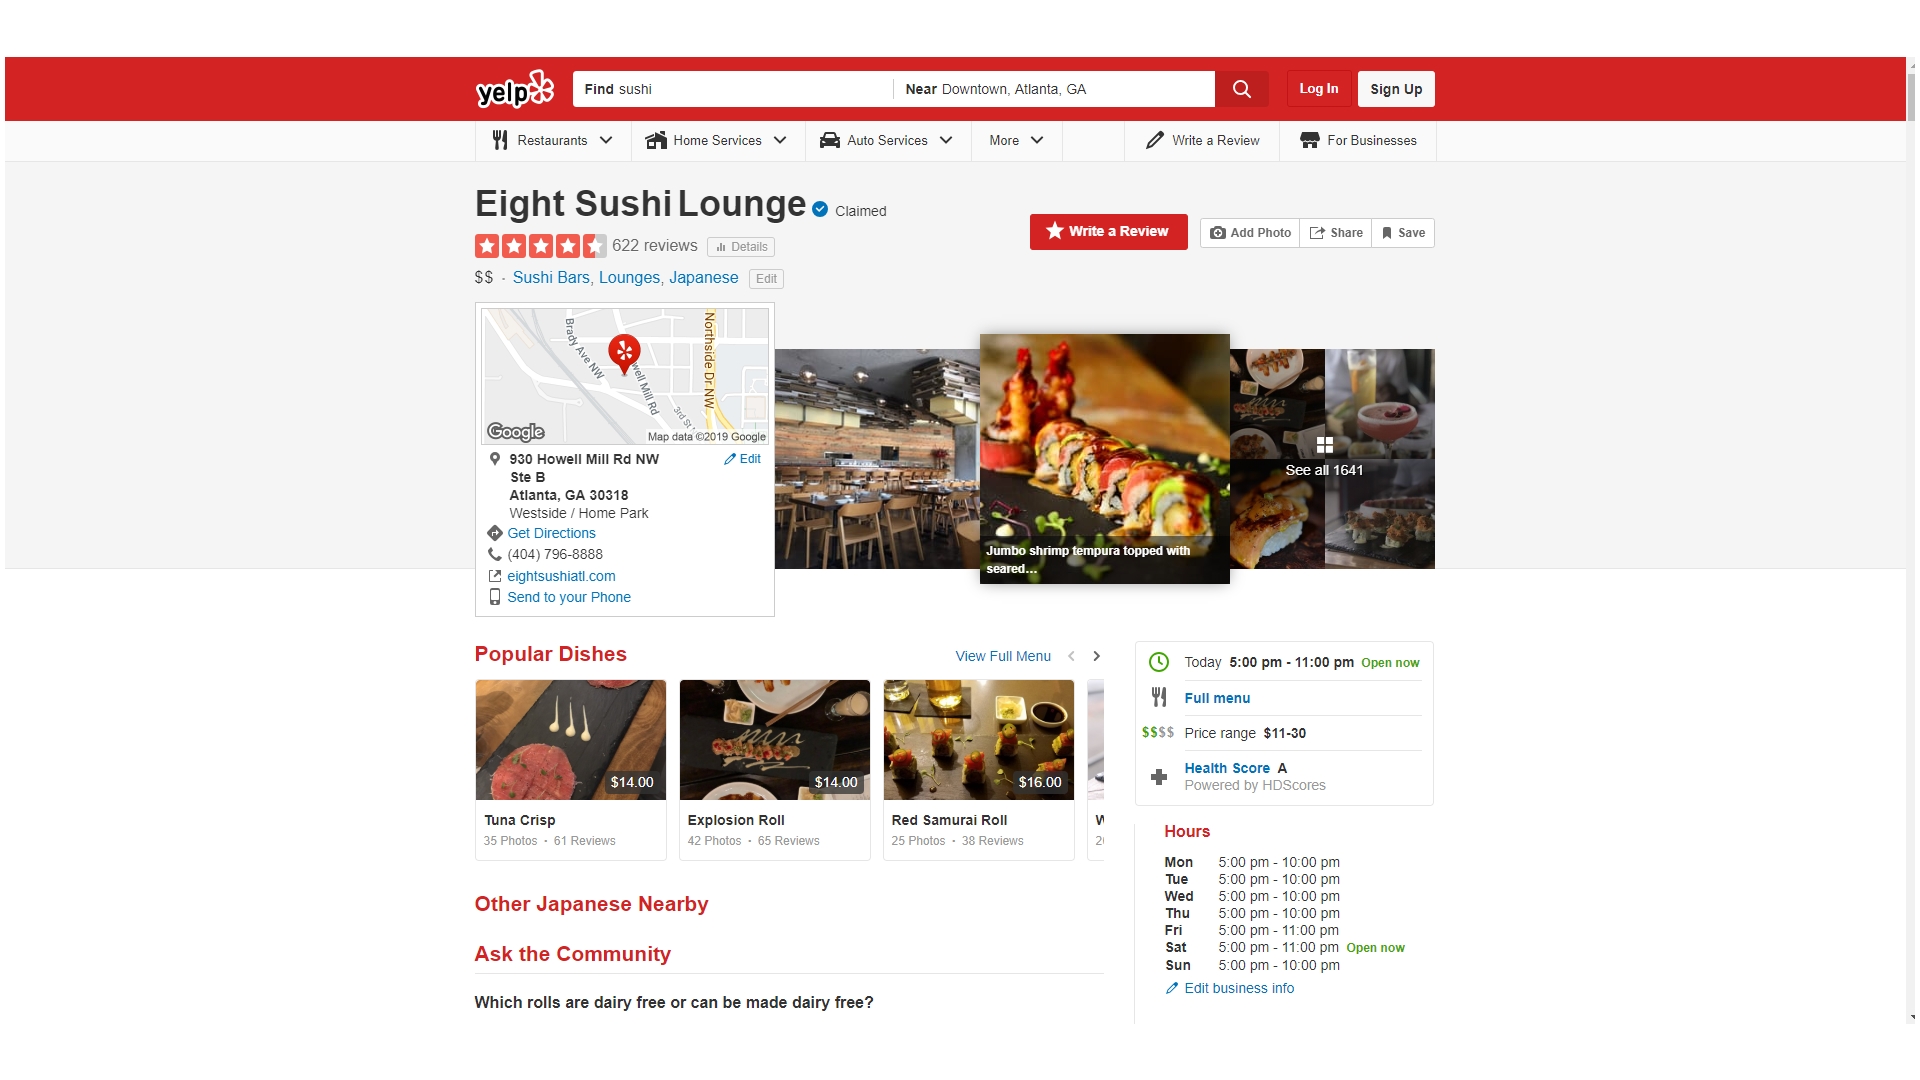 yelp
Find sushi
Near Downtown, Atlanta, GA
Log In
Sign Up
Restaurants
Home Services
Auto Services
More
Write a Review
For Businesses
Eight Sushi Lounge
Claimed
622 reviews
Details
$$ · Sushi Bars, Lounges, Japanese
Edit
Write a Review
Add Photo
Share
Save
Brady Ave NW
Northside Dr NW
well Mill Rd
3rd St
Google
Map data ©2019 Google
930 Howell Mill Rd NW
Ste B
Atlanta, GA 30318
Westside / Home Park
Edit
Get Directions
(404) 796-8888
eightsushiatl.com
Send to your Phone
Jumbo shrimp tempura topped with
seared...
See all 1641
Popular Dishes
View Full Menu
$14.00
Tuna Crisp
35 Photos · 61 Reviews
$14.00
Explosion Roll
42 Photos · 65 Reviews
$16.00
Red Samurai Roll
25 Photos · 38 Reviews
Today 5:00 pm - 11:00 pm Open now
Full menu
$$$$ Price range $11-30
Health Score A
Powered by HDScores
Other Japanese Nearby
Ask the Community
Which rolls are dairy free or can be made dairy free?
Hours
Mon 5:00 pm - 10:00 pm
Tue 5:00 pm - 10:00 pm
Wed 5:00 pm - 10:00 pm
Thu 5:00 pm - 10:00 pm
Fri 5:00 pm - 11:00 pm
Sat 5:00 pm - 11:00 pm Open now
Sun 5:00 pm - 10:00 pm
Edit business info